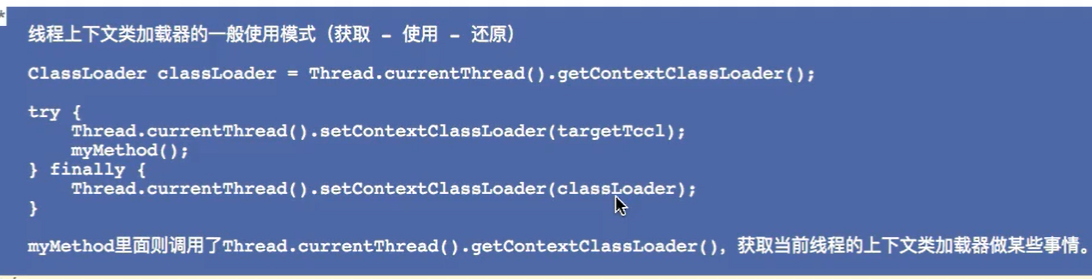 *
线程上下文类加载器的一般使用模式（获取 - 使用 - 还原）
ClassLoader classLoader = Thread.currentThread().getContextClassLoader();
try {
    Thread.currentThread().setContextClassLoader(targetTccl);
    myMethod();
} finally {
    Thread.currentThread().setContextClassLoader(classLoader);
}
myMethod里面则调用了Thread.currentThread().getContextClassLoader(), 获取当前线程的上下文类加载器做某些事情。